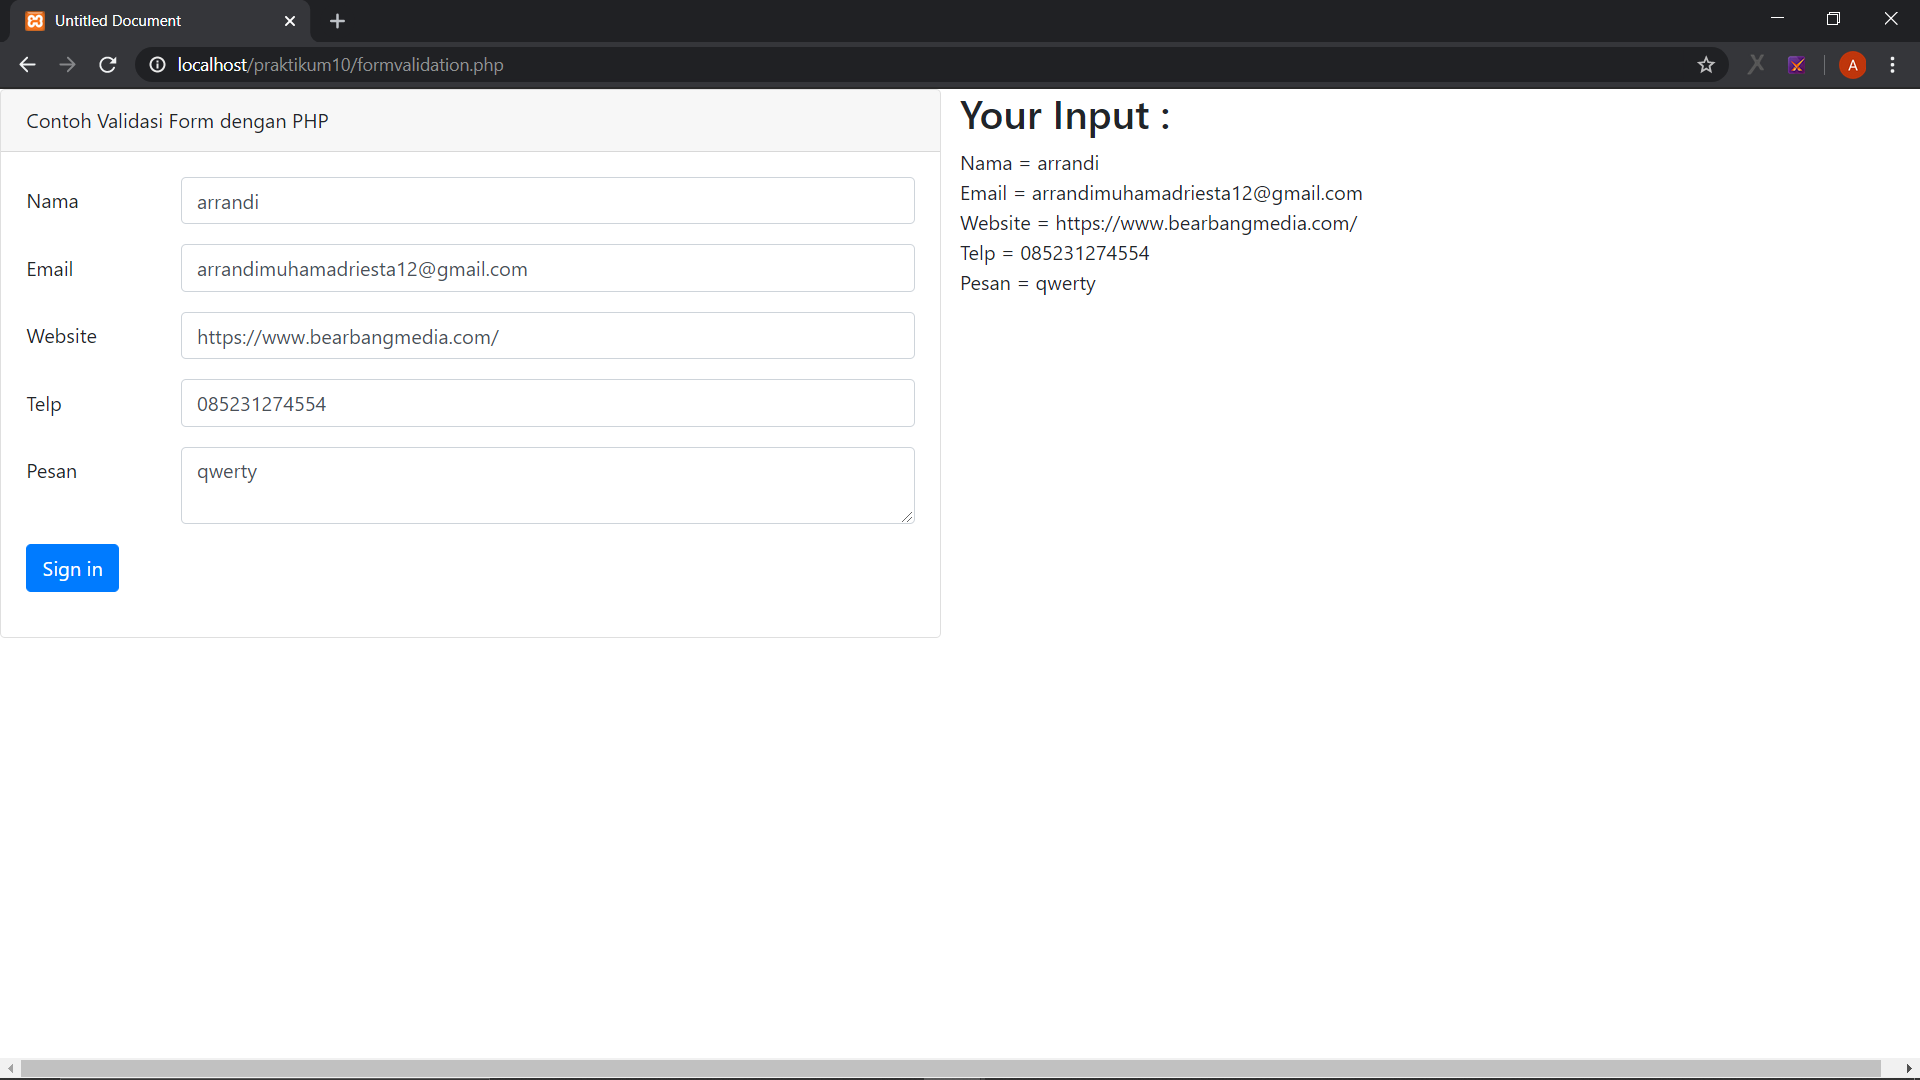 Untitled Document
localhost/praktikum10/formvalidation.php
A
Contoh Validasi Form dengan PHP
Nama
arrandi
Email
arrandimuhamadriesta12@gmail.com
Website
https://www.bearbangmedia.com/
Telp
085231274554
Pesan
qwerty
Sign in
Your Input :
Nama = arrandi
Email = arrandimuhamadriesta12@gmail.com
Website = https://www.bearbangmedia.com/
Telp = 085231274554
Pesan = qwerty